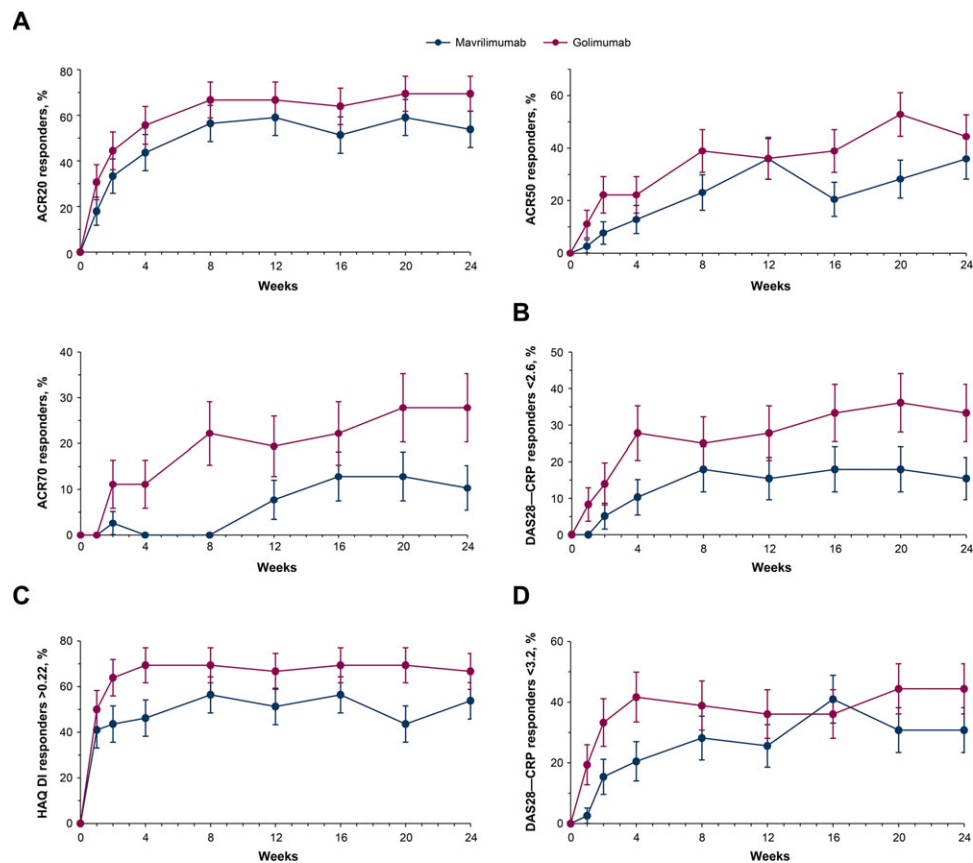 A
Mavrilimumab Golimumab
ACR20 responders, %
80
60
40
20
0
0 4 8 12 16 20 24
Weeks
ACR50 responders, %
60
40
20
0
0 4 8 12 16 20 24
Weeks
ACR70 responders, %
40
30
20
10
0
0 4 8 12 16 20 24
Weeks
B
DAS28—CRP responders <2.6, %
50
40
30
20
10
0
0 4 8 12 16 20 24
Weeks
C
HAQ DI responders >0.22, %
80
60
40
20
0
0 4 8 12 16 20 24
Weeks
D
DAS28—CRP responders <3.2, %
60
40
20
0
0 4 8 12 16 20 24
Weeks